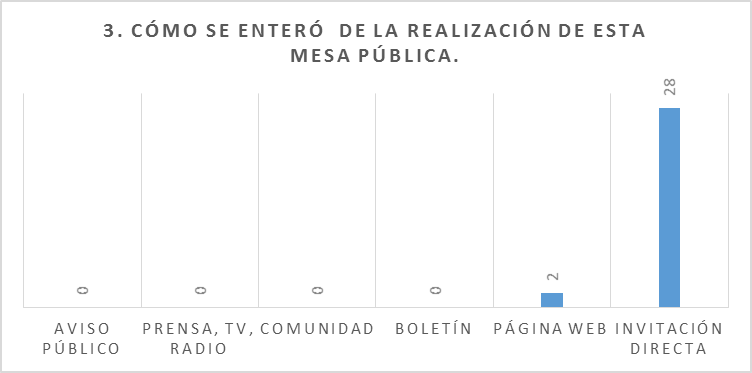 3. CÓMO SE ENTERÓ DE LA REALIZACIÓN DE ESTA
MESA PÚBLICA.
0
0
0
0
2
28
AVISO PÚBLICO
PRENSA, TV, RADIO
COMUNIDAD
BOLETÍN
PÁGINA WEB
INVITACIÓN DIRECTA